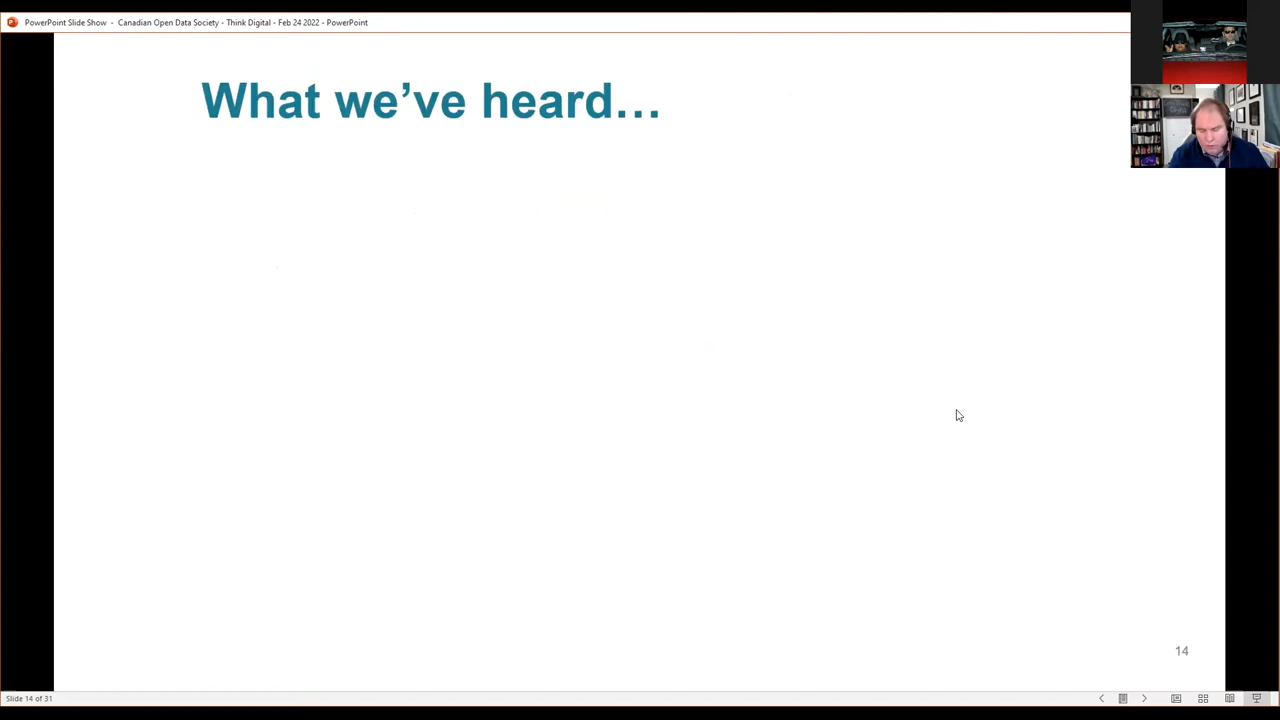 PowerPoint Slide Show - Canadian Open Data Society - Think Digital - Feb 24 2022 - PowerPoint
What we’ve heard…
14
Slide 14 of 31